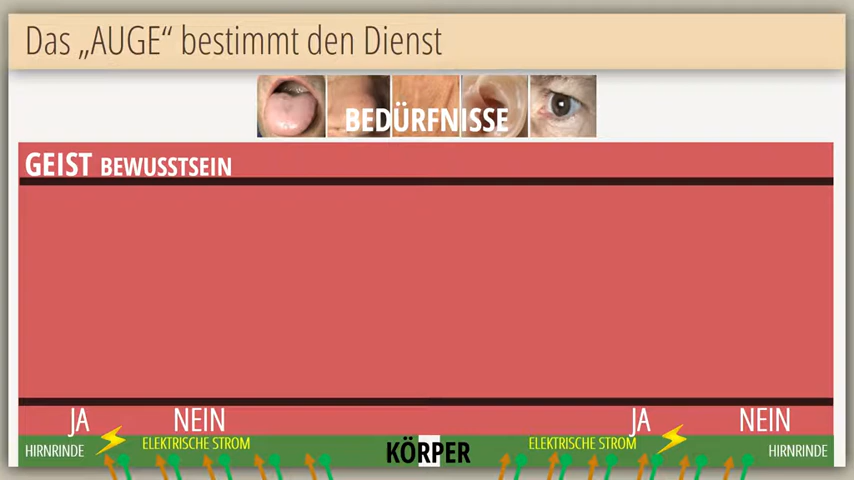 Das „AUGE“ bestimmt den Dienst
BEDÜRFNISSE
GEIST BEWUSSTSEIN
JA NEIN JA NEIN
HIRNRINDE ELEKTRISCHE STROM KÖRPER ELEKTRISCHE STROM HIRNRINDE